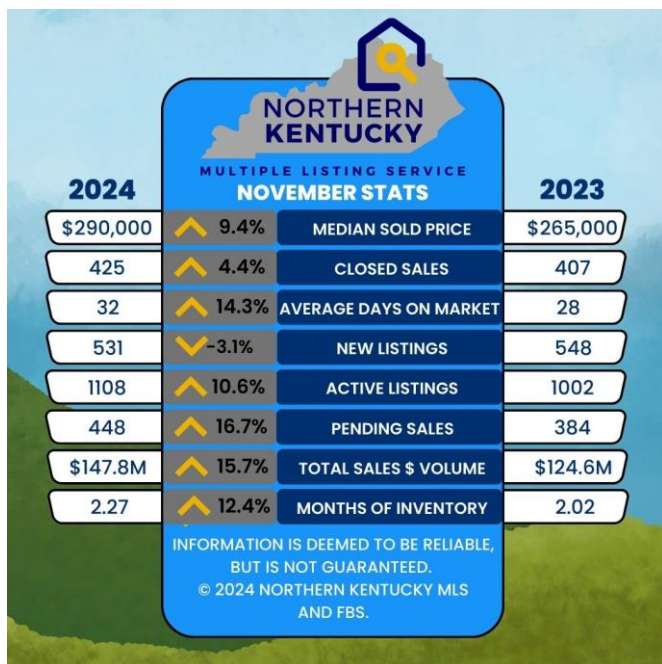 NORTHERN
KENTUCKY
MULTIPLE LISTING SERVICE
2024 NOVEMBER STATS 2023
$290,000 9.4% MEDIAN SOLD PRICE $265,000
425 4.4% CLOSED SALES 407
32 14.3% AVERAGE DAYS ON MARKET 28
531 -3.1% NEW LISTINGS 548
1108 10.6% ACTIVE LISTINGS 1002
448 16.7% PENDING SALES 384
$147.8M 15.7% TOTAL SALES $ VOLUME $124.6M
2.27 12.4% MONTHS OF INVENTORY 2.02
INFORMATION IS DEEMED TO BE RELIABLE,
BUT IS NOT GUARANTEED.
© 2024 NORTHERN KENTUCKY MLS
AND FBS.